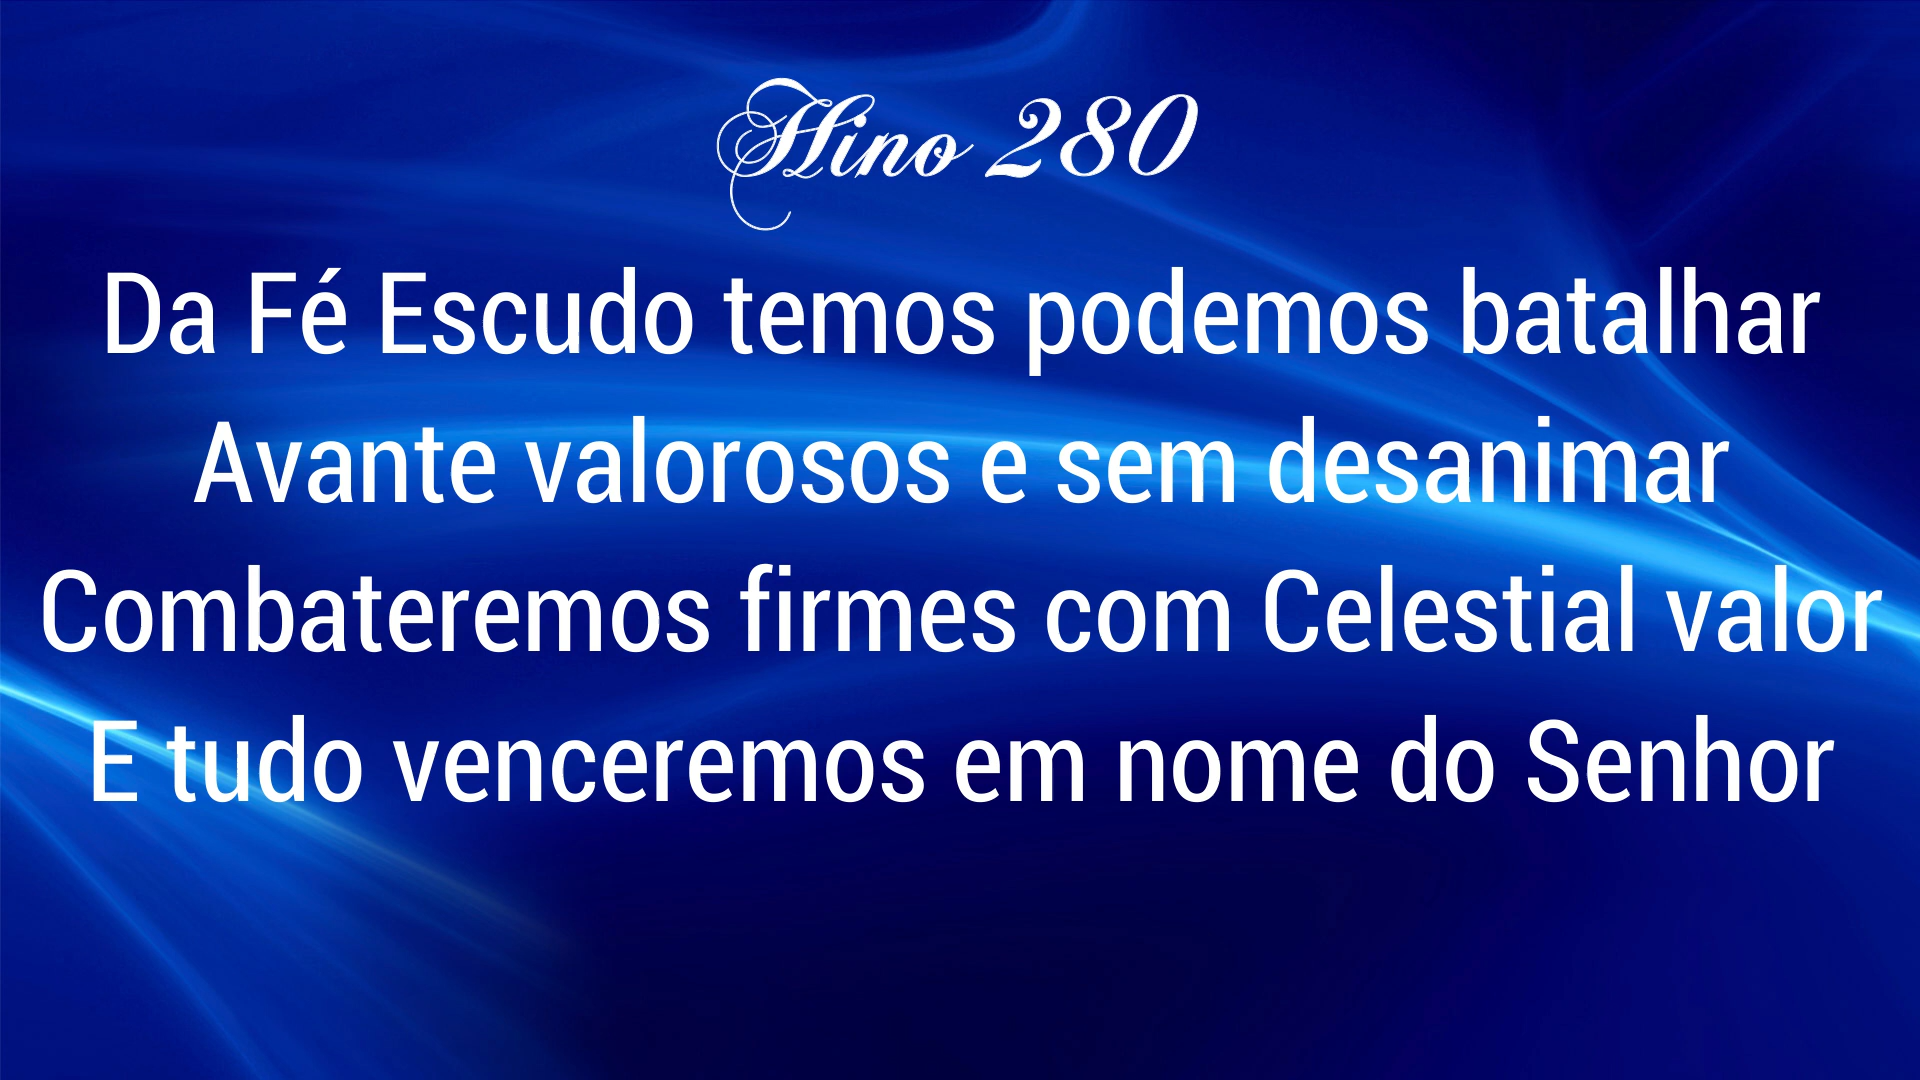 Hino 280
Da Fé Escudo temos podemos batalhar
Avante valorosos e sem desanimar
Combateremos firmes com Celestial valor
E tudo venceremos em nome do Senhor